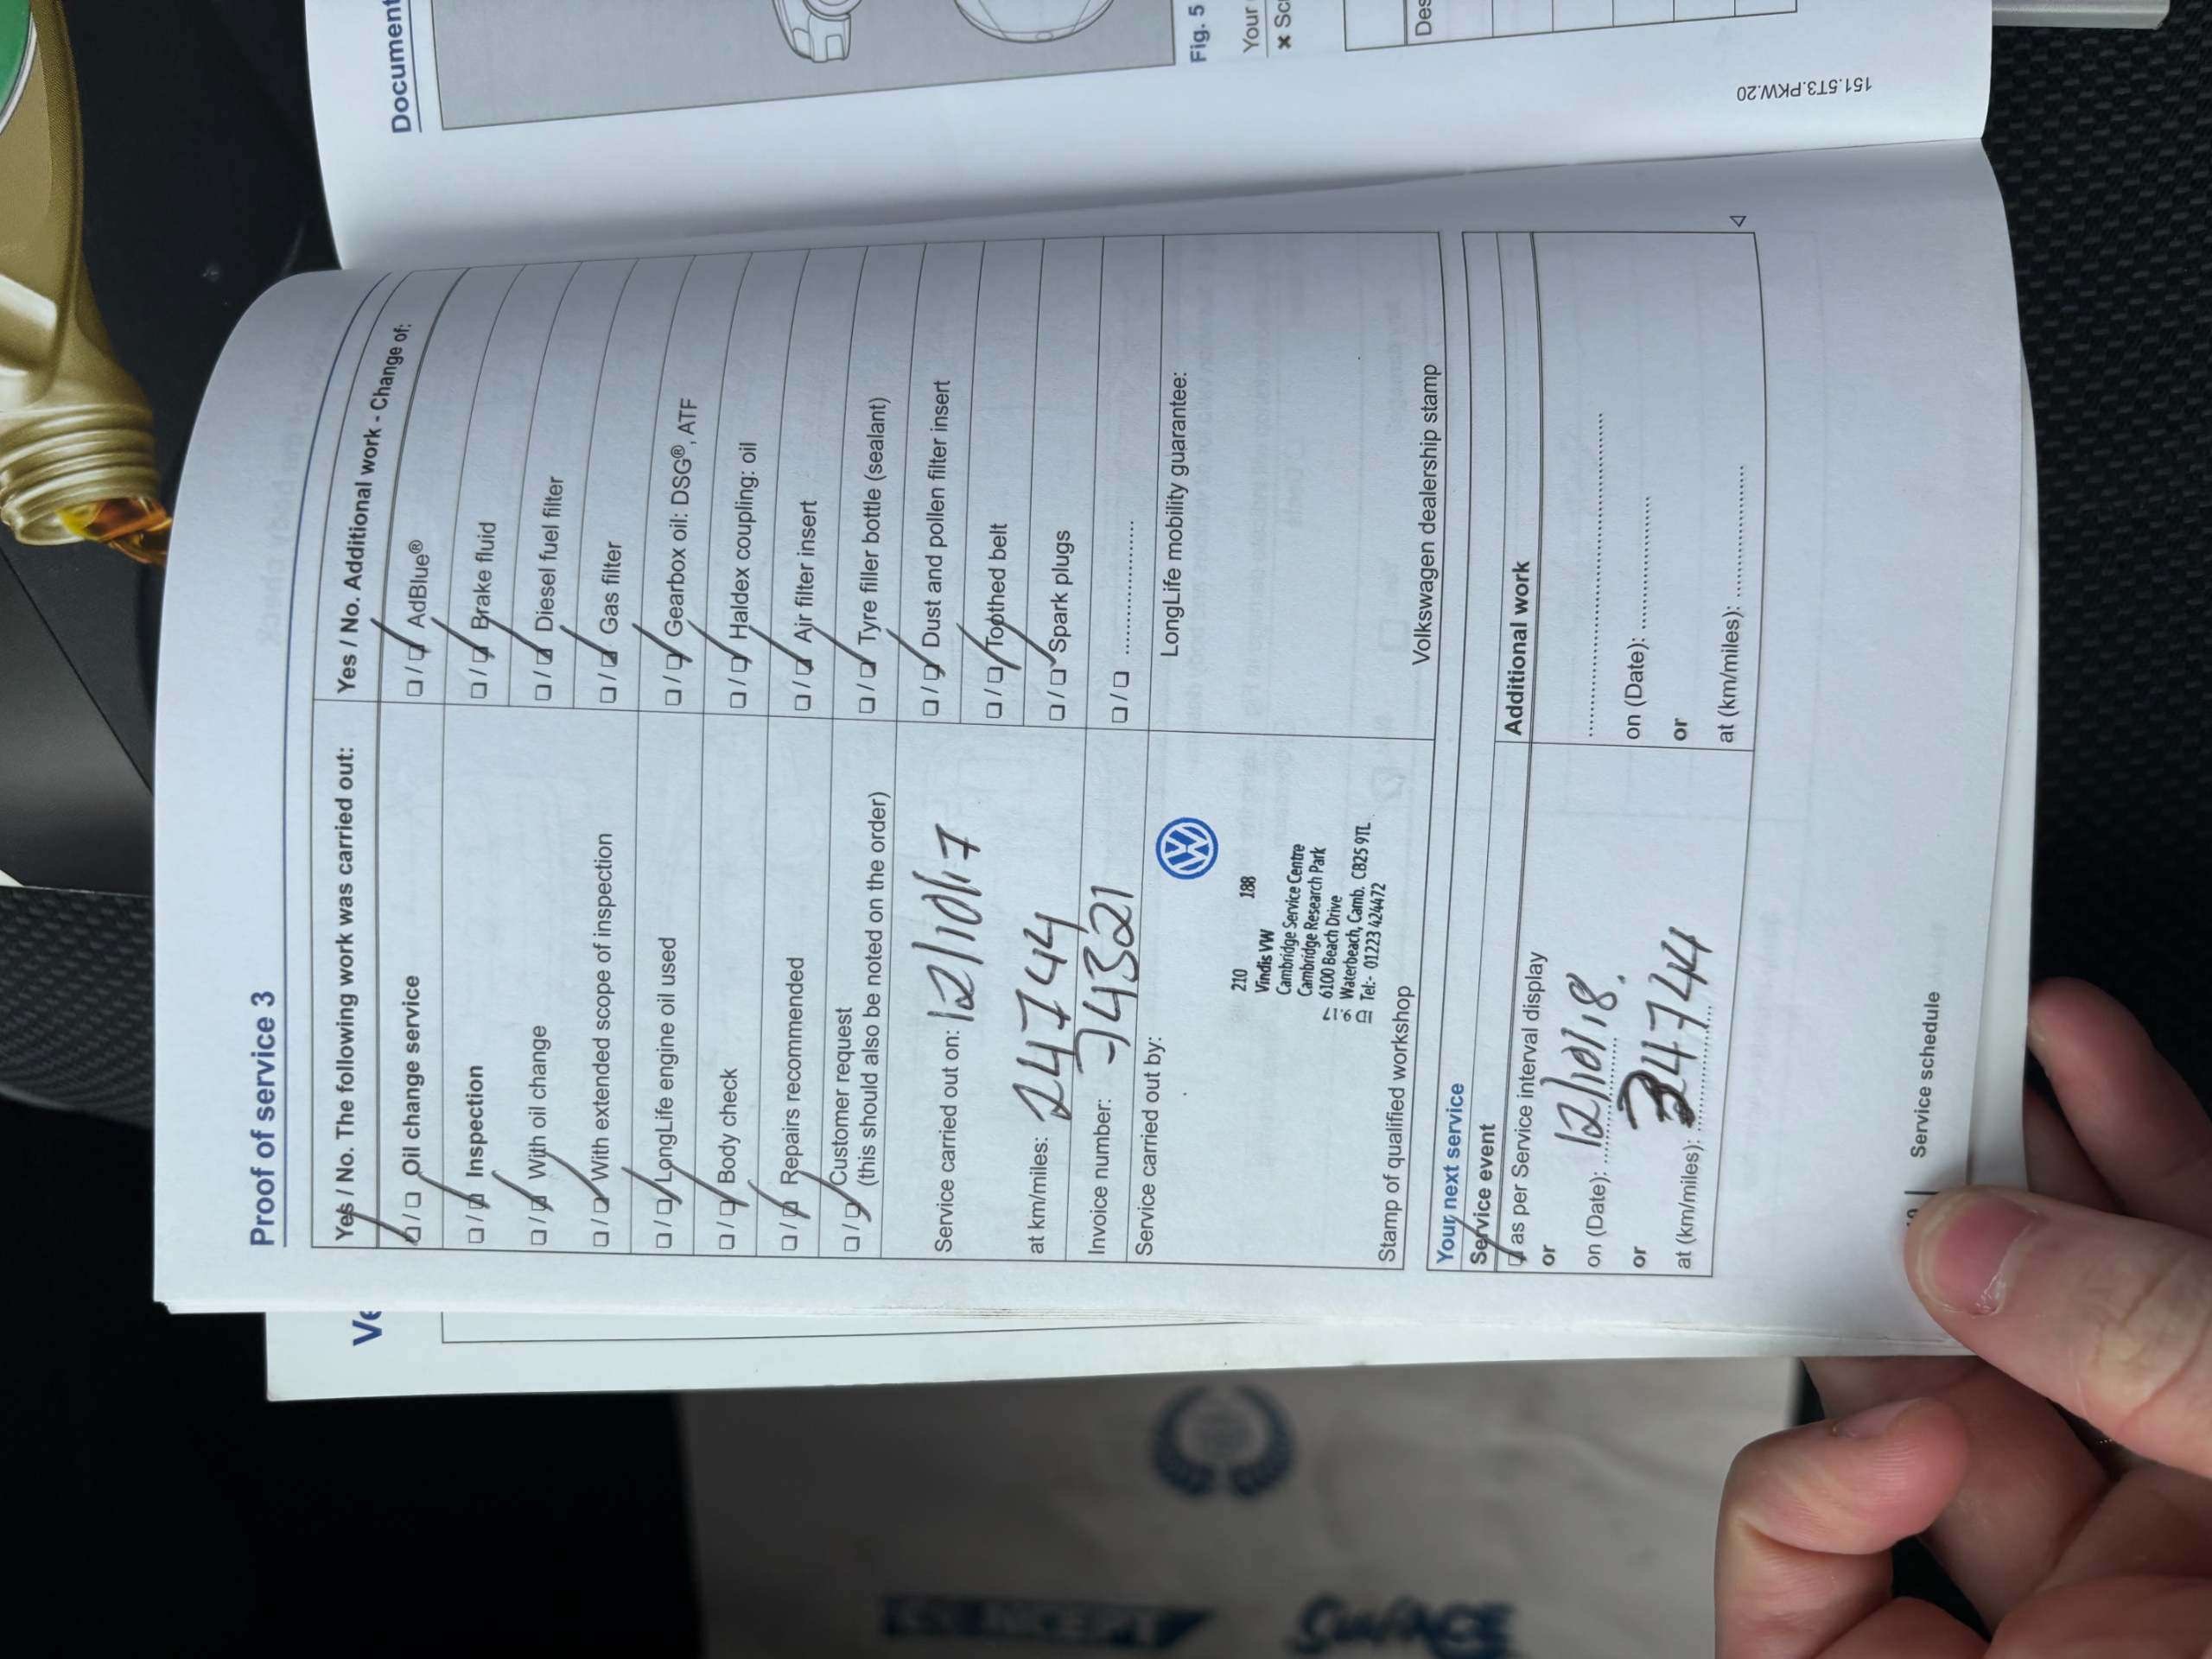 Proof of service 3
Yes / No. The following work was carried out:
☑ / ☐ Oil change service
☐ / ☑ Inspection
☐ / ☑ With oil change
☐ / ☑ With extended scope of inspection
☐ / ☑ LongLife engine oil used
☐ / ☑ Body check
☐ / ☑ Repairs recommended
☐ / ☑ Customer request
(this should also be noted on the order)
Service carried out on: 12/10/17
at km/miles: 24744
Invoice number: 74321
Service carried out by:
210 188
Vindis VW
Cambridge Service Centre
Cambridge Research Park
6100 Beach Drive
Waterbeach, Camb. CB25 9TL
Tel:- 01223 424472
Stamp of qualified workshop
Yes / No. Additional work - Change of:
☐ / ☑ AdBlue®
☐ / ☑ Brake fluid
☐ / ☑ Diesel fuel filter
☐ / ☑ Gas filter
☐ / ☑ Gearbox oil: DSG®, ATF
☐ / ☑ Haldex coupling: oil
☐ / ☑ Air filter insert
☐ / ☑ Tyre filler bottle (sealant)
☐ / ☑ Dust and pollen filter insert
☐ / ☑ Toothed belt
☐ / ☑ Spark plugs
☐ / ☐ ....................
LongLife mobility guarantee:
Volkswagen dealership stamp
Your next service
Service event
☑ as per Service interval display
or
on (Date): 12/10/18.
or
at (km/miles): 34744
Additional work
........................................
on (Date): ................
or
at (km/miles): ................
Service schedule
Document
Fig. 5
Your
× Sc
Des
151.5T3.PKW.20
Ve